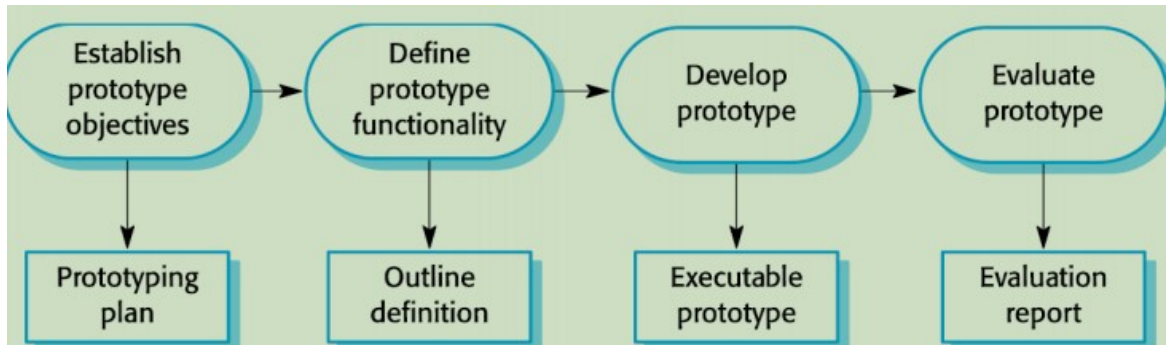 Establish
prototype
objectives
Define
prototype
functionality
Develop
prototype
Evaluate
prototype
Prototyping
plan
Outline
definition
Executable
prototype
Evaluation
report